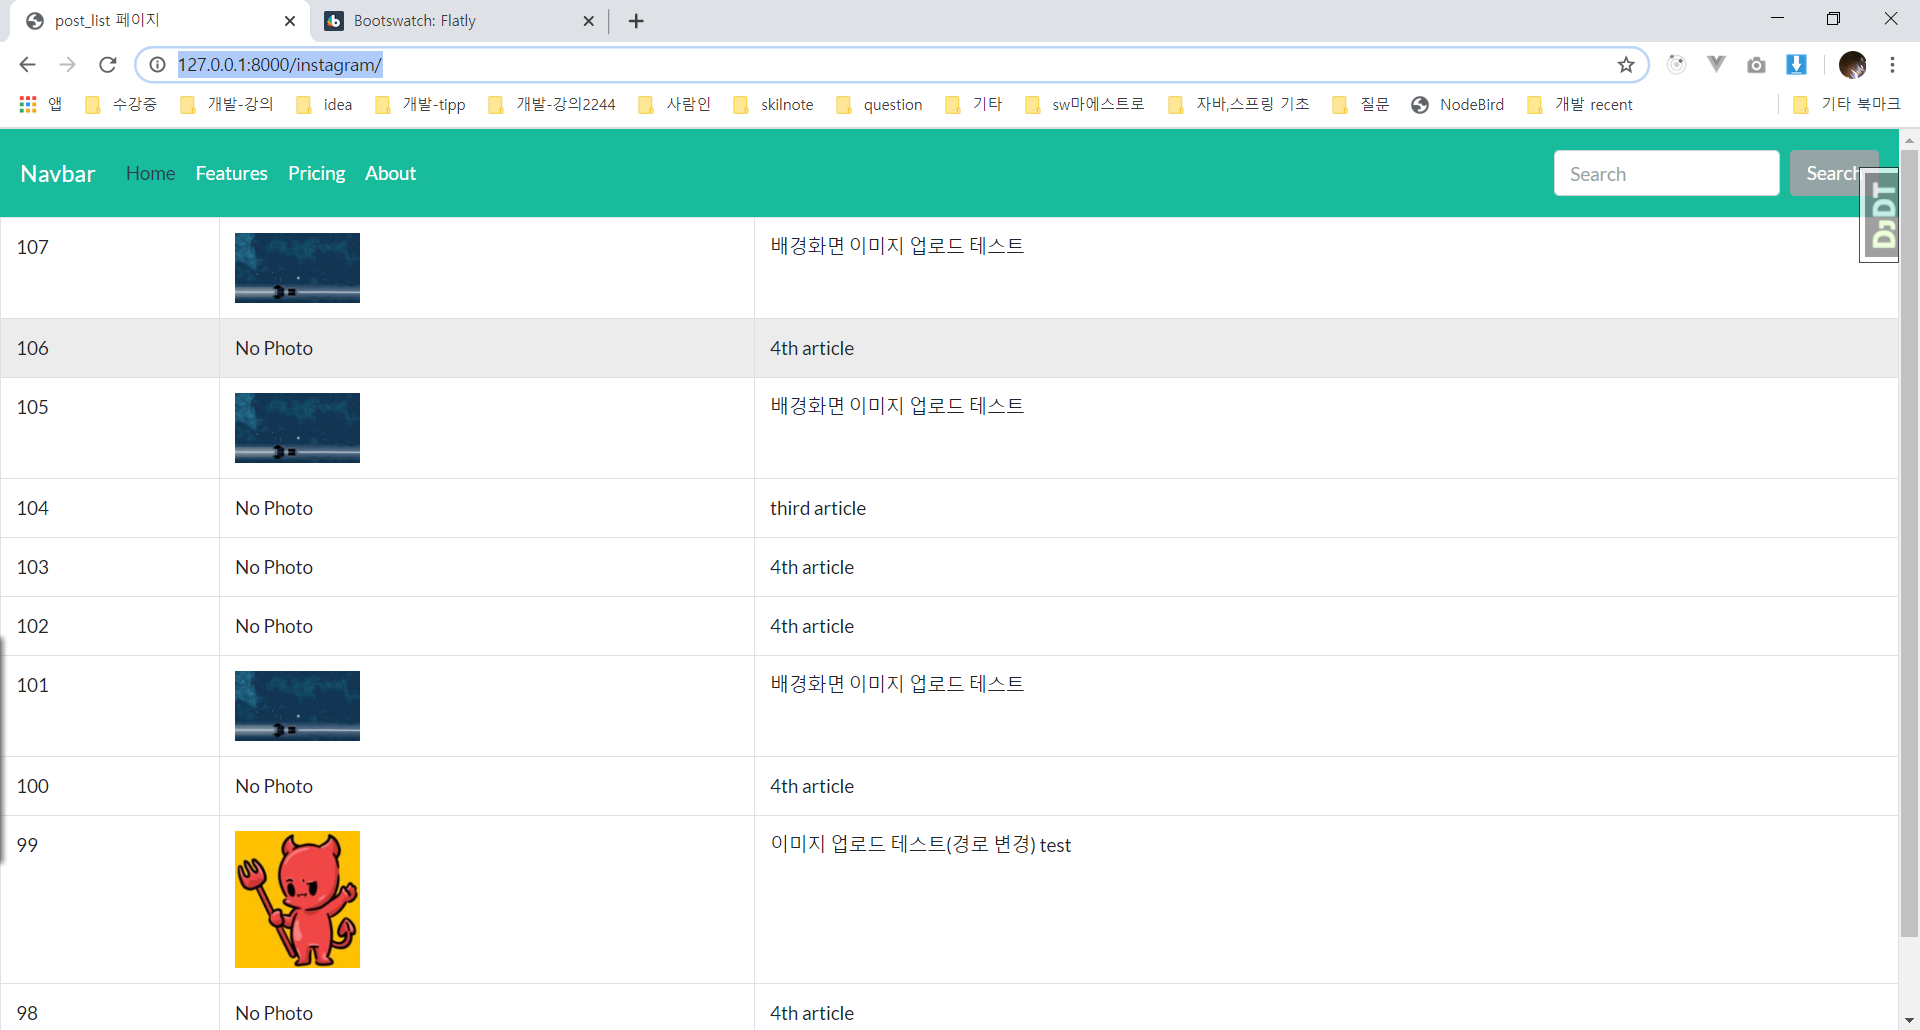 post_list 페이지
Bootswatch: Flatly
127.0.0.1:8000/instagram/
앱 수강중 개발-강의 idea 개발-tipp 개발-강의2244 사람인 skilnote question 기타 sw마에스트로 자바,스프링 기초 질문 NodeBird 개발 recent 기타 북마크
Navbar Home Features Pricing About Search Search
DJDT
107 배경화면 이미지 업로드 테스트
106 No Photo 4th article
105 배경화면 이미지 업로드 테스트
104 No Photo third article
103 No Photo 4th article
102 No Photo 4th article
101 배경화면 이미지 업로드 테스트
100 No Photo 4th article
99 이미지 업로드 테스트(경로 변경) test
98 No Photo 4th article